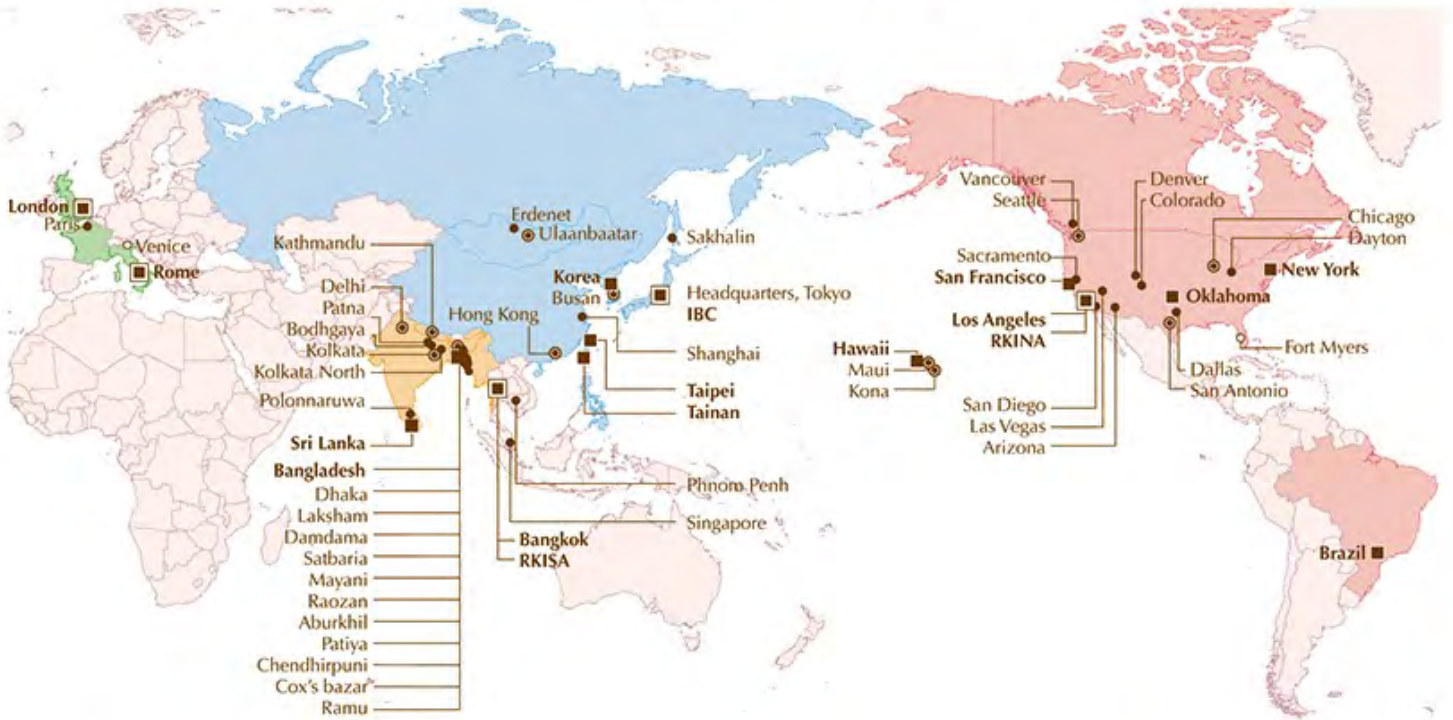 London
Paris
Venice
Rome
Kathmandu
Delhi
Patna
Bodhgaya
Kolkata
Kolkata North
Polonnaruwa
Sri Lanka
Bangladesh
Dhaka
Laksham
Damdama
Satbaria
Mayani
Raozan
Aburkhil
Patiya
Chendhirpuni
Cox's bazar
Ramu
Erdenet
Ulaanbaatar
Sakhalin
Korea
Busan
Headquarters, Tokyo
IBC
Hong Kong
Shanghai
Taipei
Tainan
Phnom Penh
Singapore
Bangkok
RKISA
Vancouver
Seattle
Denver
Colorado
Chicago
Dayton
Sacramento
San Francisco
New York
Oklahoma
Los Angeles
RKINA
Hawaii
Maui
Kona
Fort Myers
Dallas
San Antonio
San Diego
Las Vegas
Arizona
Brazil